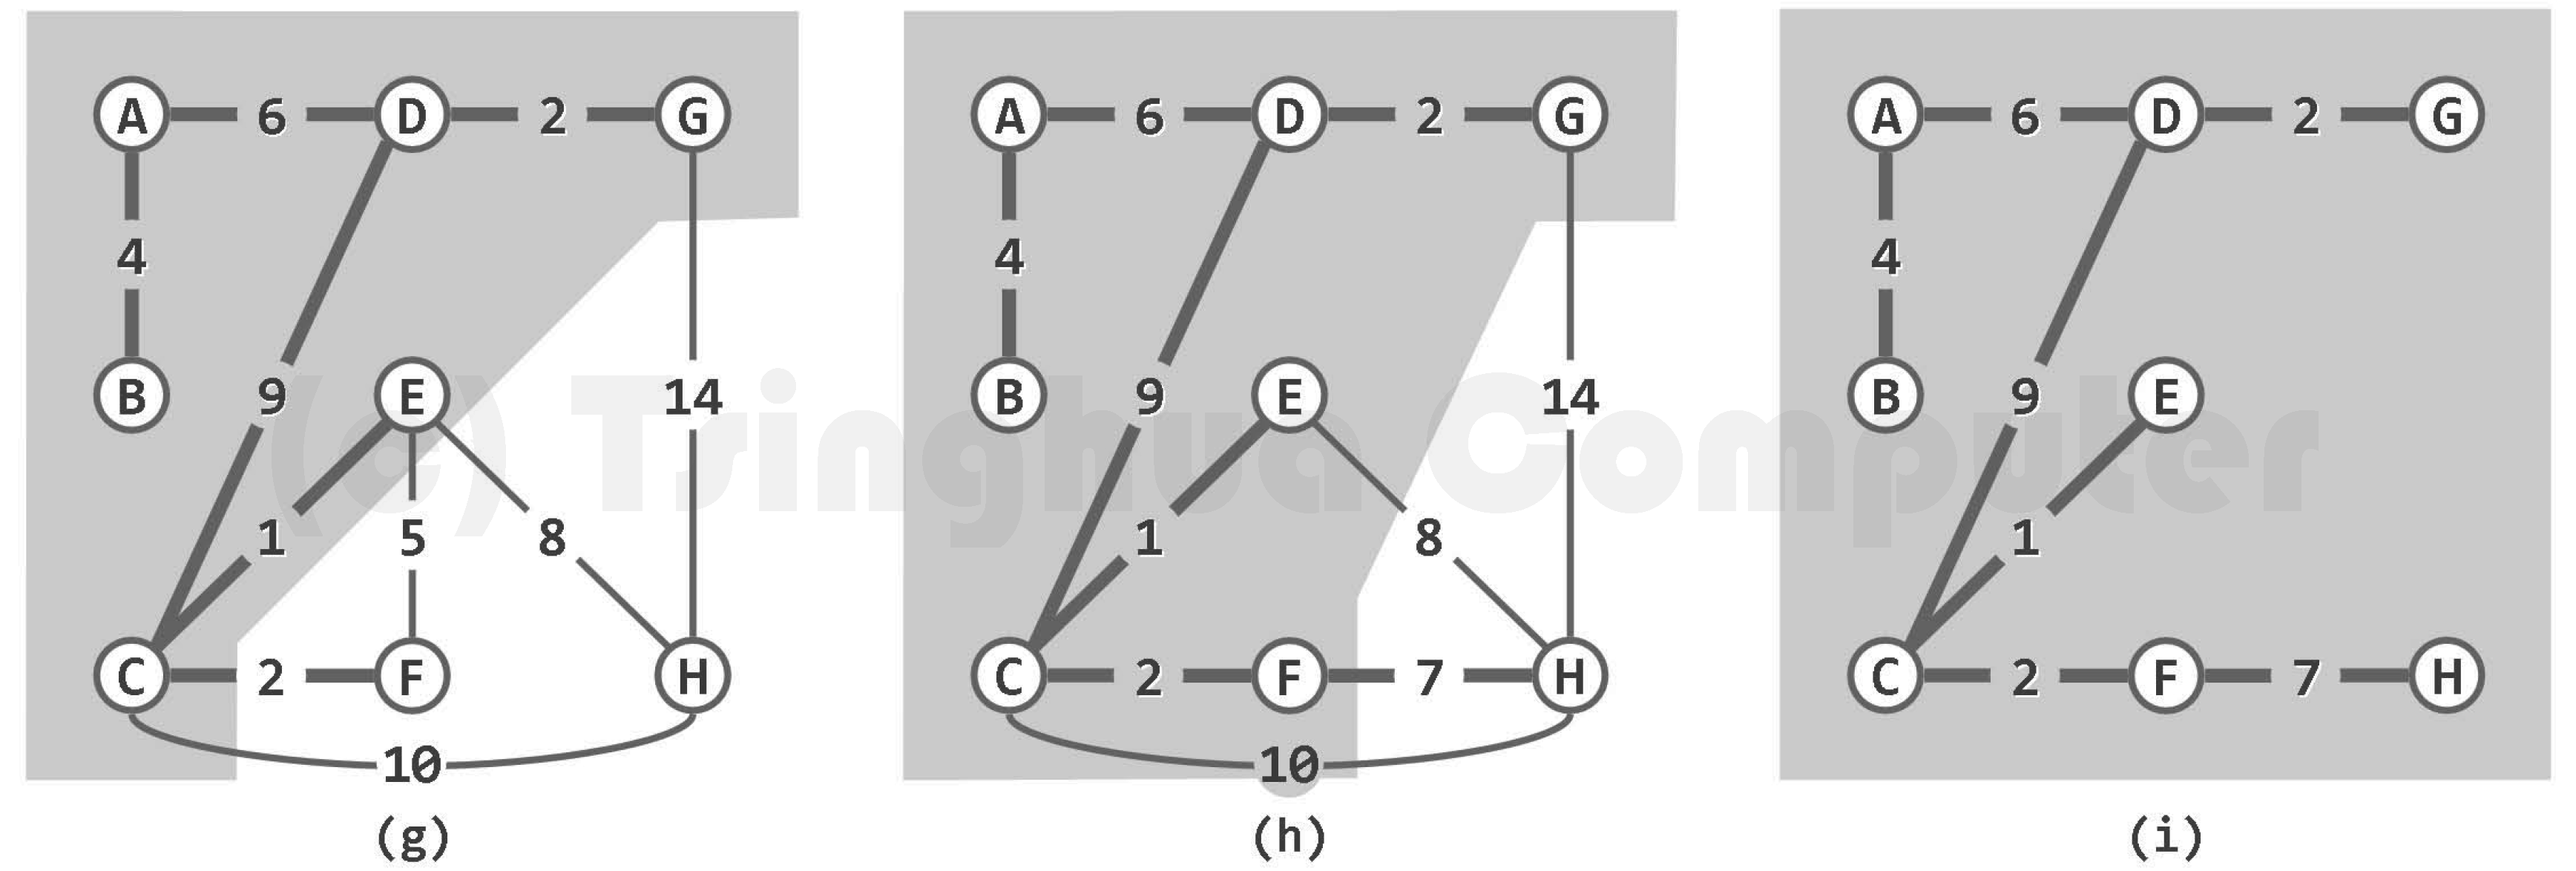 A 6 D 2 G A 6 D 2 G A 6 D 2 G
4 4 4
B 9 E 14 B 9 E 14 B 9 E
(c) Tsinghua Computer
1 5 8 1 8 1
C 2 F H C 2 F 7 H C 2 F 7 H
10 10
(g) (h) (i)